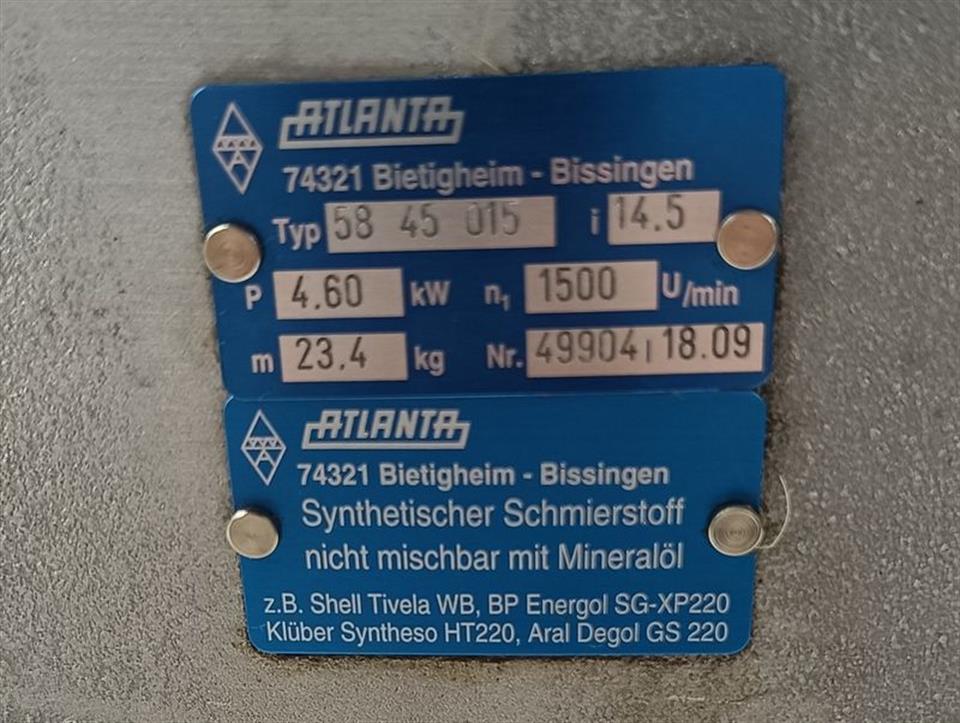 ATLANTA
74321 Bietigheim - Bissingen
Typ 58 45 015 i 14.5
P 4.60 kW n₁ 1500 U/min
m 23.4 kg Nr. 49904 | 18.09
ATLANTA
74321 Bietigheim - Bissingen
Synthetischer Schmierstoff
nicht mischbar mit Mineralöl
z.B. Shell Tivela WB, BP Energol SG-XP220
Klüber Syntheso HT220, Aral Degol GS 220